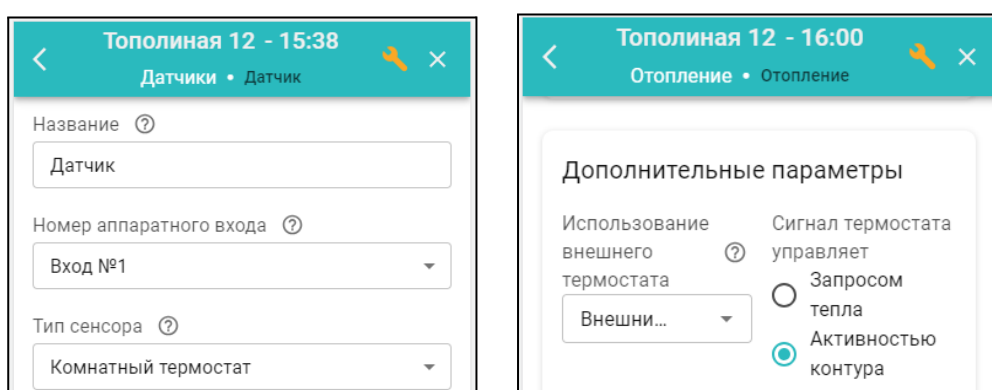 Тополиная 12 - 15:38
Датчики • Датчик
Название
Датчик
Номер аппаратного входа
Вход №1
Тип сенсора
Комнатный термостат
Тополиная 12 - 16:00
Отопление • Отопление
Дополнительные параметры
Использование
внешнего
термостата
Внешни...
Сигнал термостата
управляет
Запросом
тепла
Активностью
контура